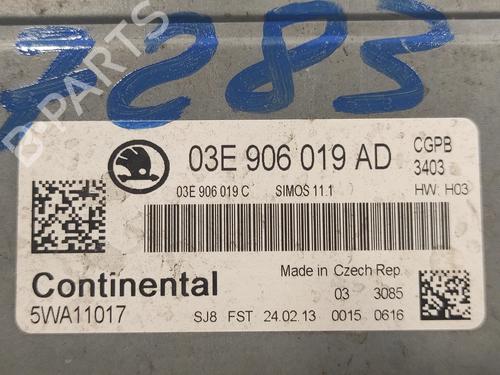 7283
B-PARTS
03E 906 019 AD
CGPB
3403
03E 906 019 C SIMOS 11.1 HW: H03
Continental
Made in Czech Rep.
03 3085
5WA11017
SJ8 FST 24.02.13 0015 0616